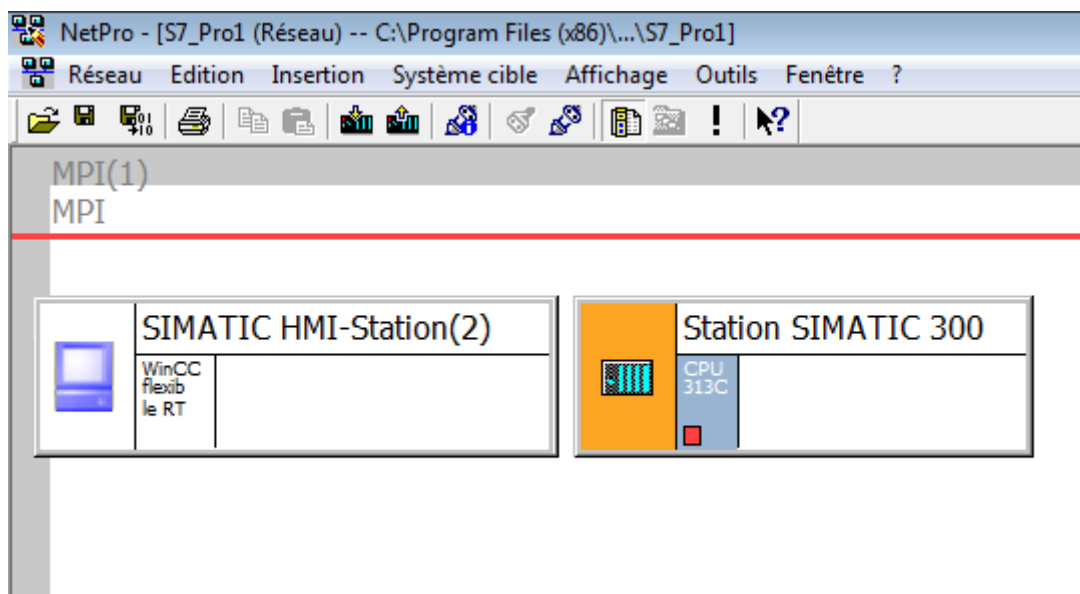 NetPro - [S7_Pro1 (Réseau) -- C:\Program Files (x86)\...\S7_Pro1]
Réseau Edition Insertion Système cible Affichage Outils Fenêtre ?
MPI(1)
MPI
SIMATIC HMI-Station(2)
WinCC
flexib
le RT
Station SIMATIC 300
CPU
313C